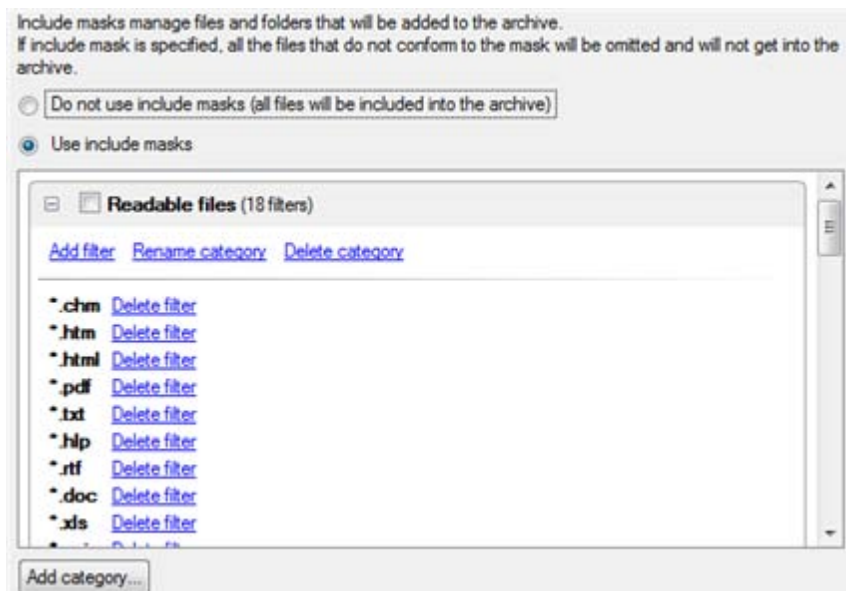 Include masks manage files and folders that will be added to the archive.
If include mask is specified, all the files that do not conform to the mask will be omitted and will not get into the
archive.
Do not use include masks (all files will be included into the archive)
Use include masks
Readable files (18 filters)
Add filter Rename category Delete category
*.chm Delete filter
*.htm Delete filter
*.html Delete filter
*.pdf Delete filter
*.txt Delete filter
*.hlp Delete filter
*.rtf Delete filter
*.doc Delete filter
*.xls Delete filter
Add category...